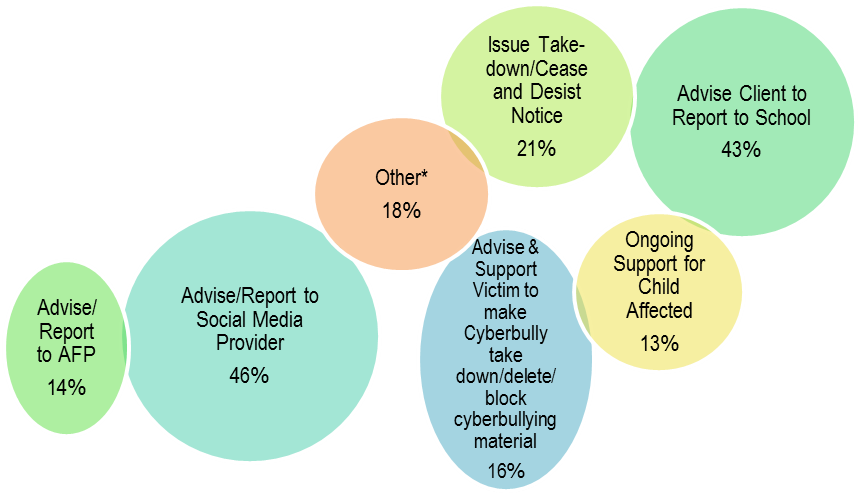 Issue Take-
down/Cease
and Desist
Notice
21%
Advise Client to
Report to School
43%
Other*
18%
Advise &
Support
Victim to
make
Cyberbully
take
down/delete/
block
cyberbullying
material
16%
Ongoing
Support for
Child
Affected
13%
Advise/Report to
Social Media
Provider
46%
Advise/
Report
to AFP
14%